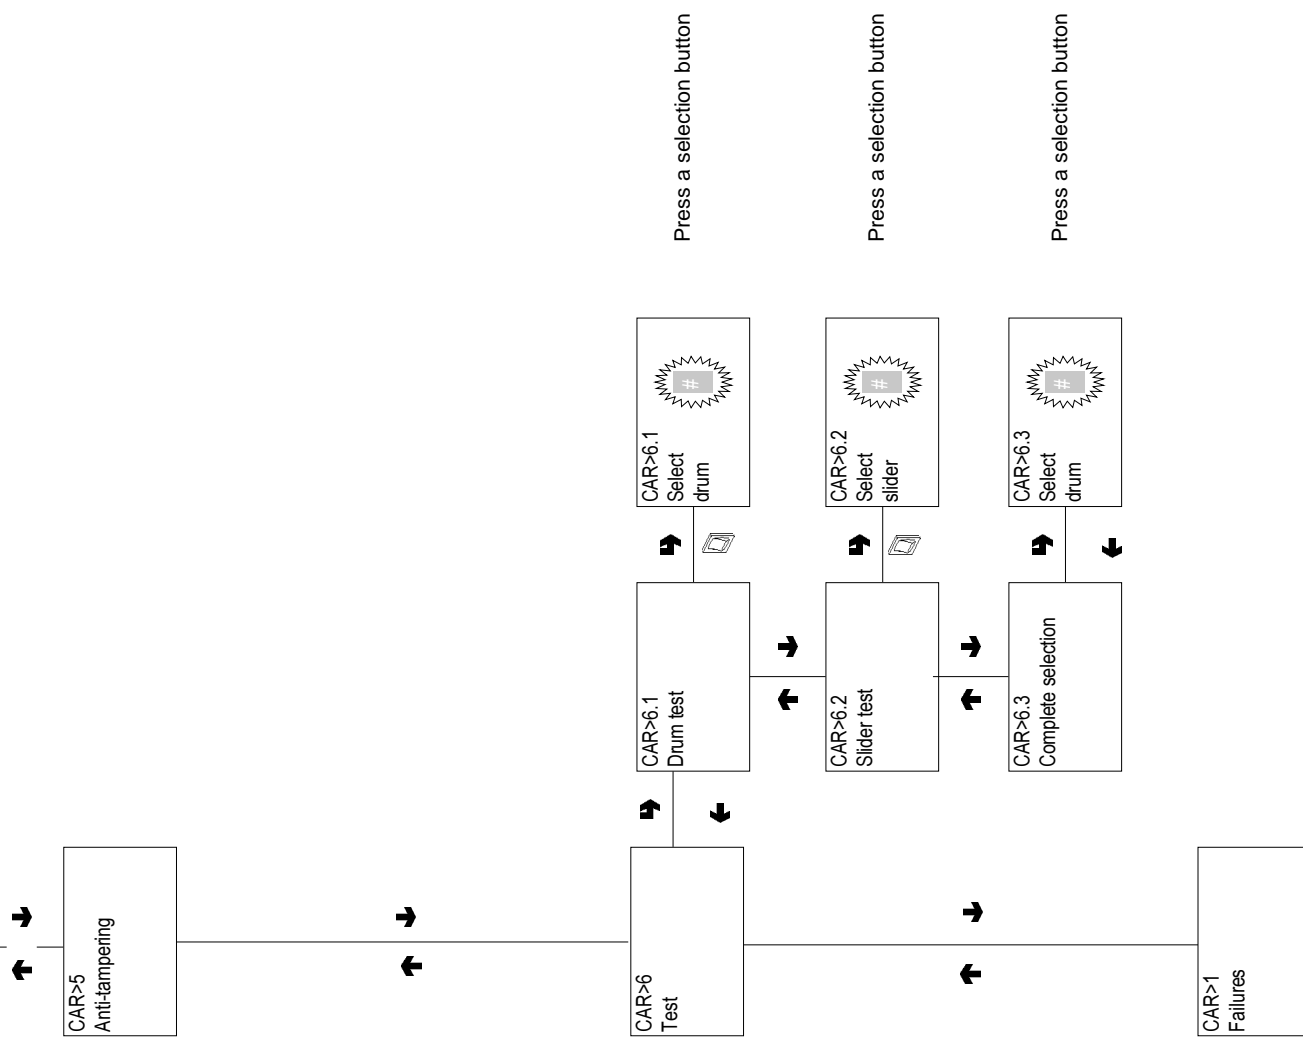 CAR>5
Anti-tampering
CAR>6
Test
CAR>1
Failures
CAR>6.1
Drum test
CAR>6.2
Slider test
CAR>6.3
Complete selection
CAR>6.1
Select
drum
#
CAR>6.2
Select
slider
#
CAR>6.3
Select
drum
#
Press a selection button
Press a selection button
Press a selection button